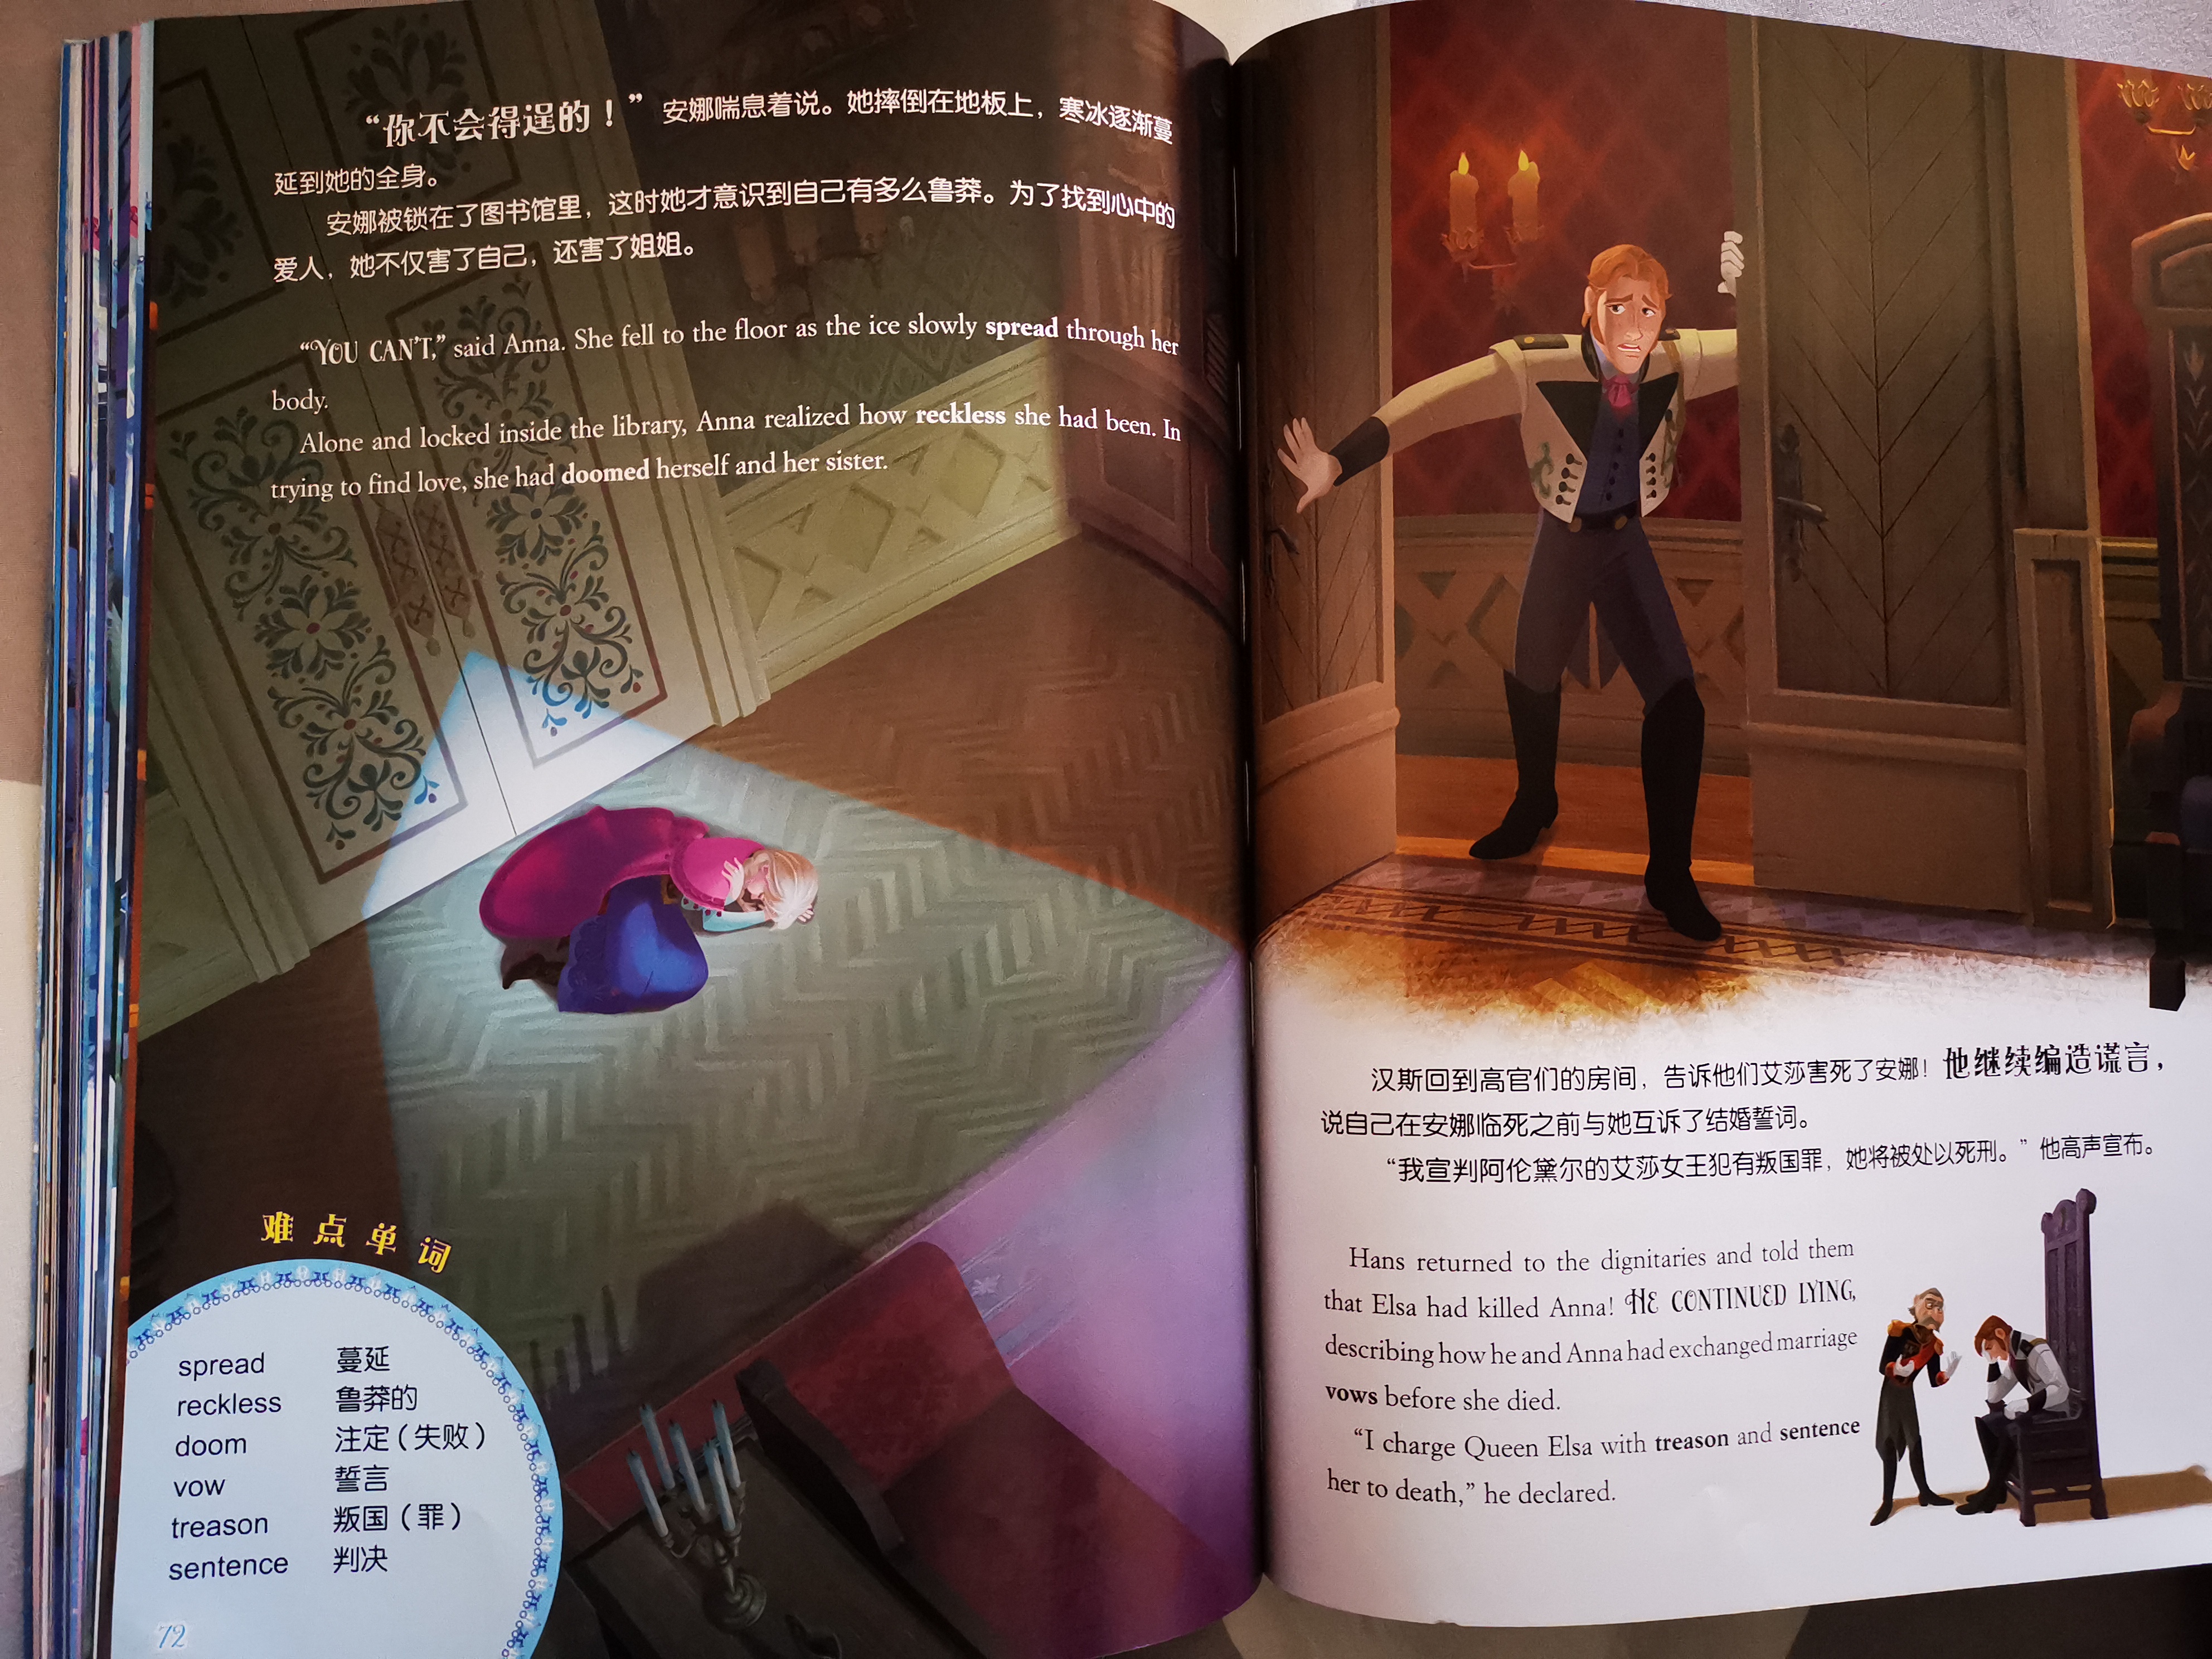 “你不会得逞的！” 安娜喘息着说。她摔倒在地板上，寒冰逐渐蔓
延到她的全身。
安娜被锁在了图书馆里，这时她才意识到自己有多么鲁莽。为了找到心中的
爱人，她不仅害了自己，还害了姐姐。
“YOU CAN’T,” said Anna. She fell to the floor as the ice slowly spread through her
body.
Alone and locked inside the library, Anna realized how reckless she had been. In
trying to find love, she had doomed herself and her sister.
难点单词
spread 蔓延
reckless 鲁莽的
doom 注定（失败）
vow 誓言
treason 叛国（罪）
sentence 判决
72
汉斯回到高官们的房间，告诉他们艾莎害死了安娜！他继续编造谎言，
说自己在安娜临死之前与她互诉了结婚誓词。
“我宣判阿伦黛尔的艾莎女王犯有叛国罪，她将被处以死刑。”他高声宣布。
Hans returned to the dignitaries and told them
that Elsa had killed Anna! HE CONTINUED LYING,
describing how he and Anna had exchanged marriage
vows before she died.
“I charge Queen Elsa with treason and sentence
her to death,” he declared.